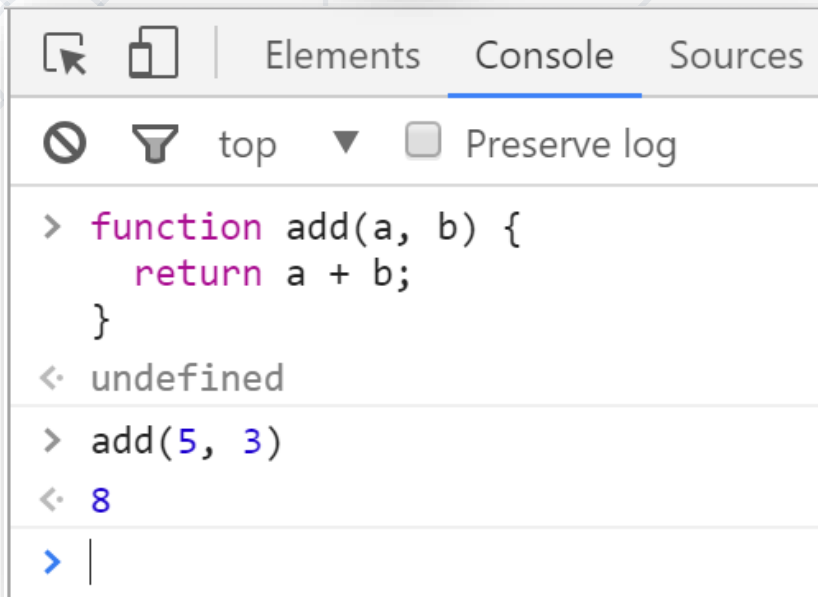 Elements Console Sources
top ▼ Preserve log
> function add(a, b) {
  return a + b;
}
<· undefined
> add(5, 3)
<· 8
>